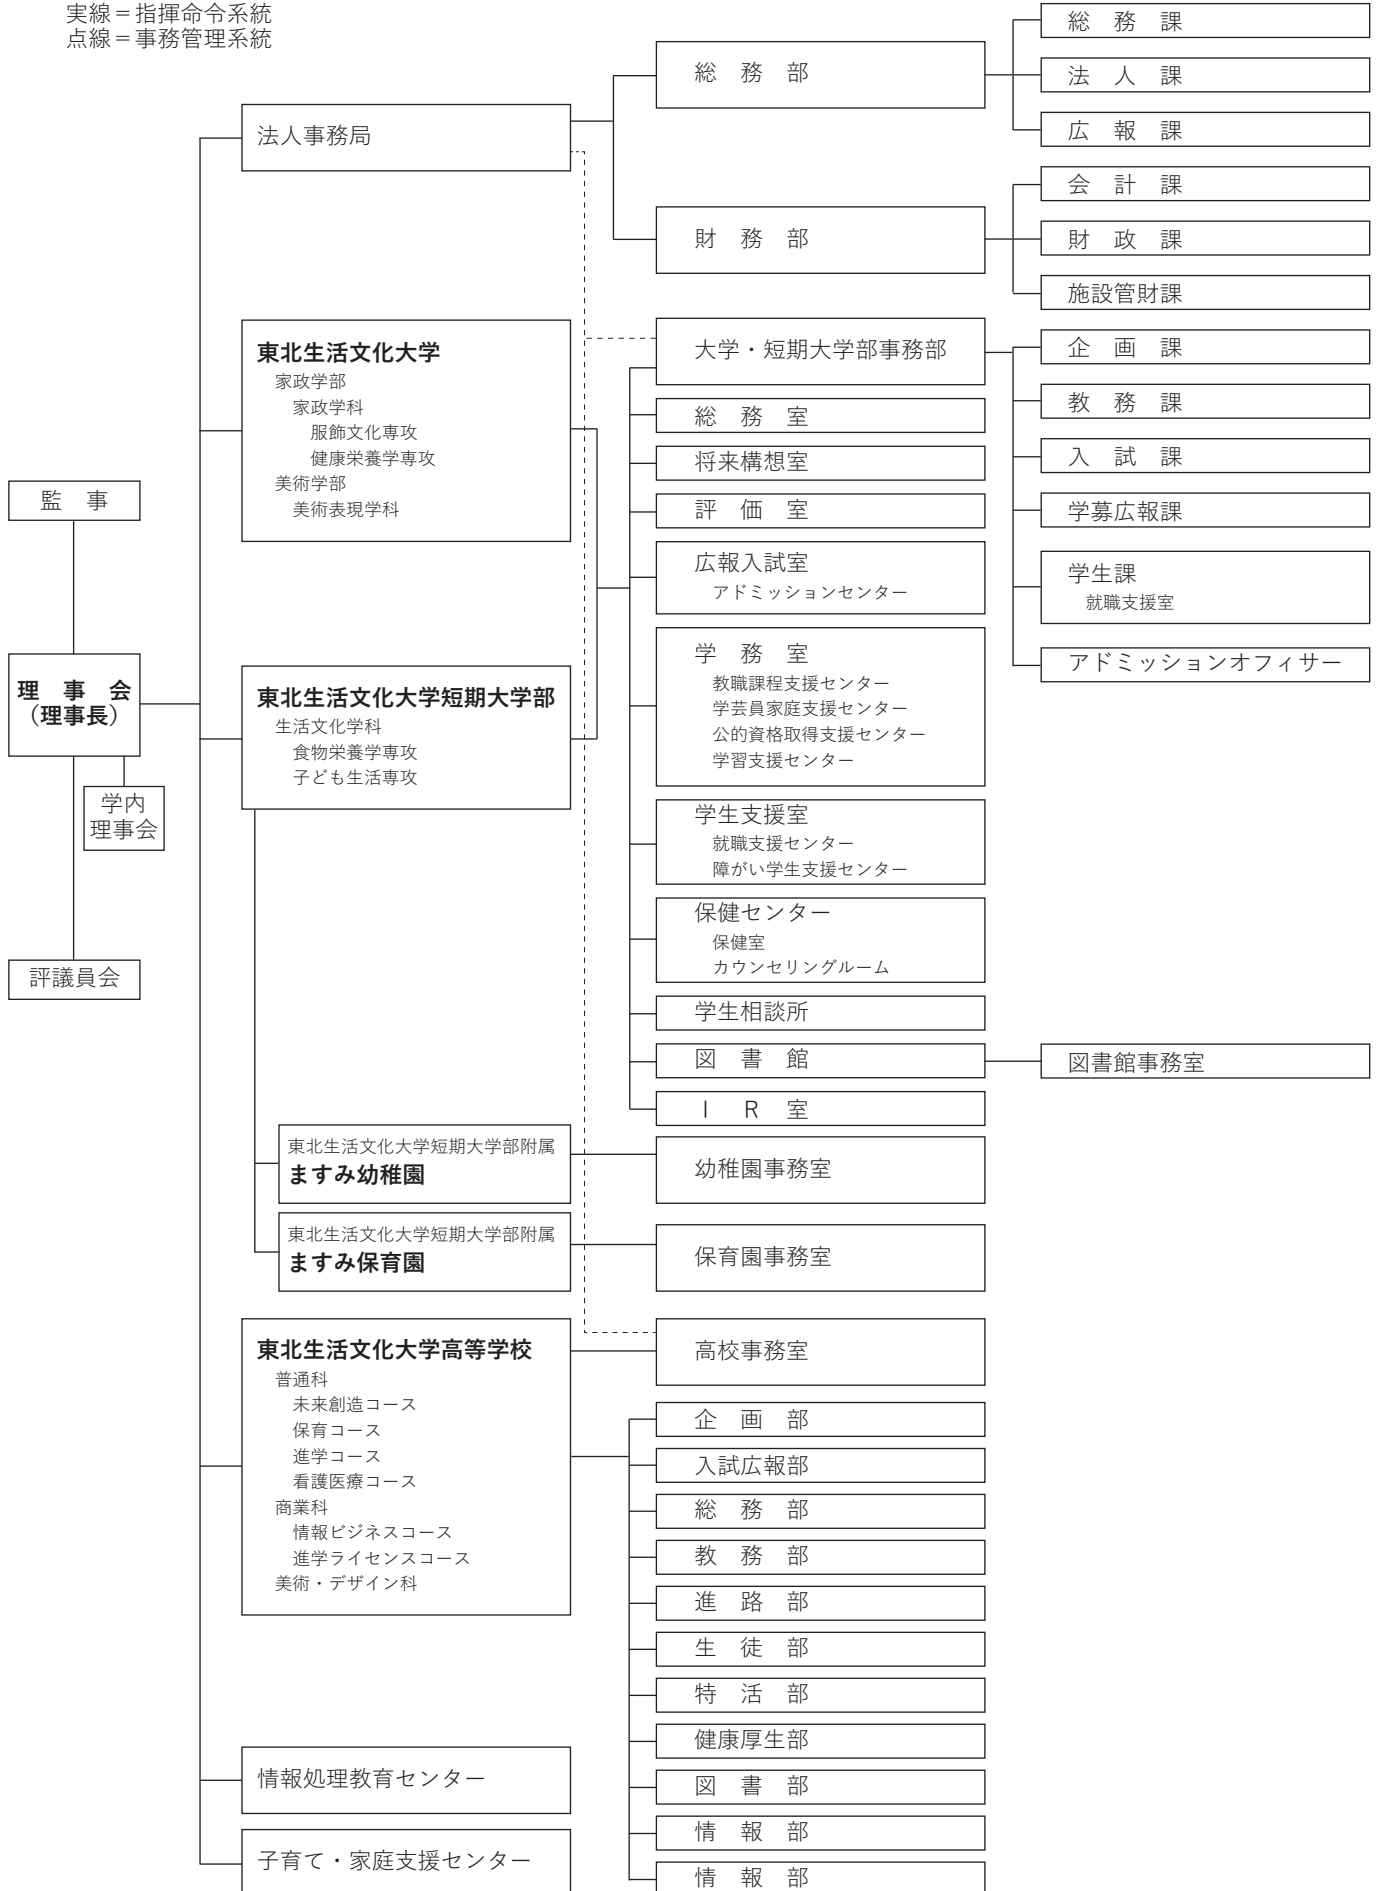 実線＝指揮命令系統
点線＝事務管理系統
監　事
理　事　会
（理事長）
学内
理事会
評議員会
法人事務局
総　務　部
総　務　課
法　人　課
広　報　課
財　務　部
会　計　課
財　政　課
施設管財課
東北生活文化大学
家政学部
家政学科
服飾文化専攻
健康栄養学専攻
美術学部
美術表現学科
東北生活文化大学短期大学部
生活文化学科
食物栄養学専攻
子ども生活専攻
大学・短期大学部事務部
企　画　課
教　務　課
入　試　課
学募広報課
学生課
就職支援室
アドミッションオフィサー
総　務　室
将来構想室
評　価　室
広報入試室
アドミッションセンター
学　務　室
教職課程支援センター
学芸員家庭支援センター
公的資格取得支援センター
学習支援センター
学生支援室
就職支援センター
障がい学生支援センター
保健センター
保健室
カウンセリングルーム
学生相談所
図　書　館
図書館事務室
Ｉ　Ｒ　室
東北生活文化大学短期大学部附属
ますみ幼稚園
幼稚園事務室
東北生活文化大学短期大学部附属
ますみ保育園
保育園事務室
東北生活文化大学高等学校
普通科
未来創造コース
保育コース
進学コース
看護医療コース
商業科
情報ビジネスコース
進学ライセンスコース
美術・デザイン科
高校事務室
企　画　部
入試広報部
総　務　部
教　務　部
進　路　部
生　徒　部
特　活　部
健康厚生部
図　書　部
情　報　部
情　報　部
情報処理教育センター
子育て・家庭支援センター